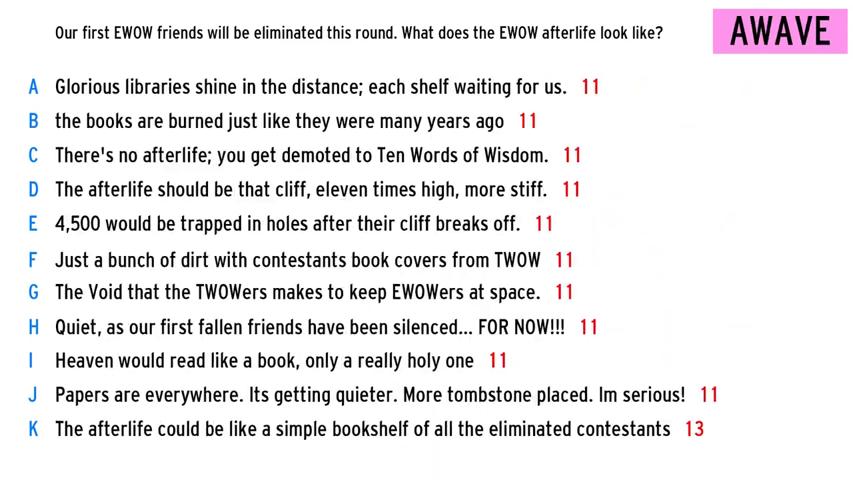 Our first EWOW friends will be eliminated this round. What does the EWOW afterlife look like?
AWAVE
A Glorious libraries shine in the distance; each shelf waiting for us. 11
B the books are burned just like they were many years ago 11
C There's no afterlife; you get demoted to Ten Words of Wisdom. 11
D The afterlife should be that cliff, eleven times high, more stiff. 11
E 4,500 would be trapped in holes after their cliff breaks off. 11
F Just a bunch of dirt with contestants book covers from TWOW 11
G The Void that the TWOWers makes to keep EWOWers at space. 11
H Quiet, as our first fallen friends have been silenced... FOR NOW!!! 11
I Heaven would read like a book, only a really holy one 11
J Papers are everywhere. Its getting quieter. More tombstone placed. Im serious! 11
K The afterlife could be like a simple bookshelf of all the eliminated contestants 13